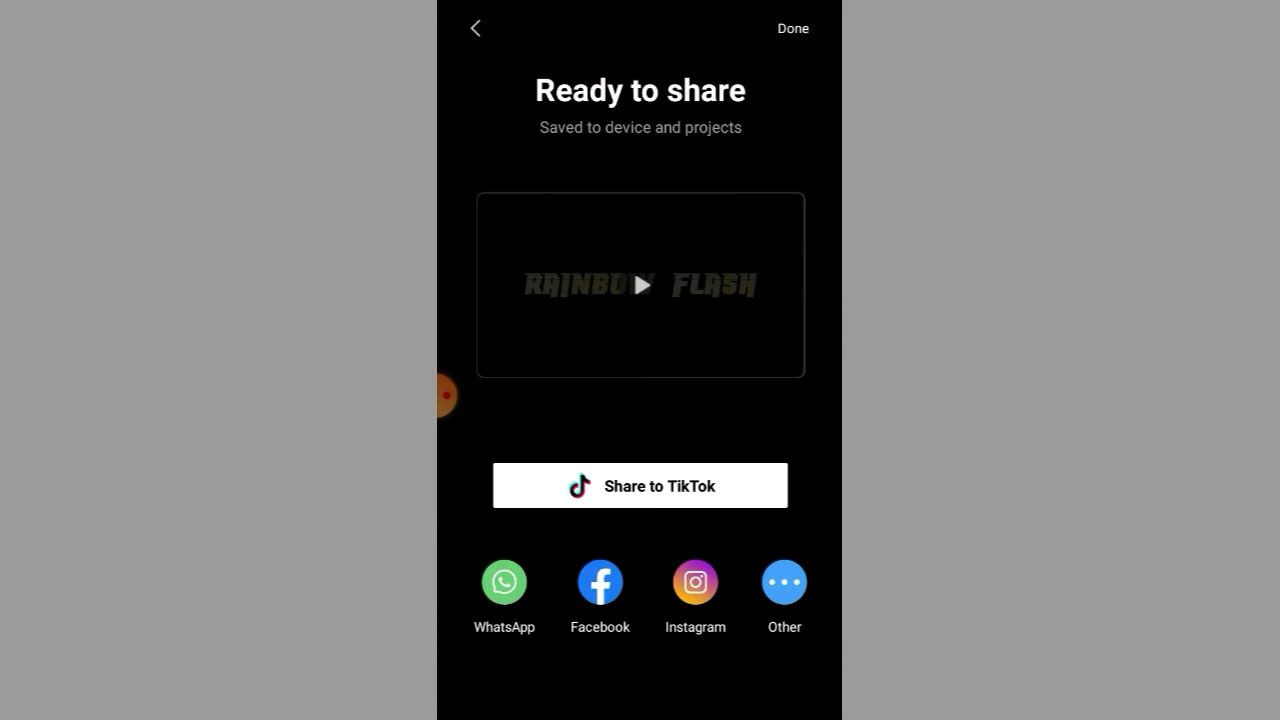 Done
Ready to share
Saved to device and projects
RAINBOW FLASH
Share to TikTok
WhatsApp
Facebook
Instagram
Other